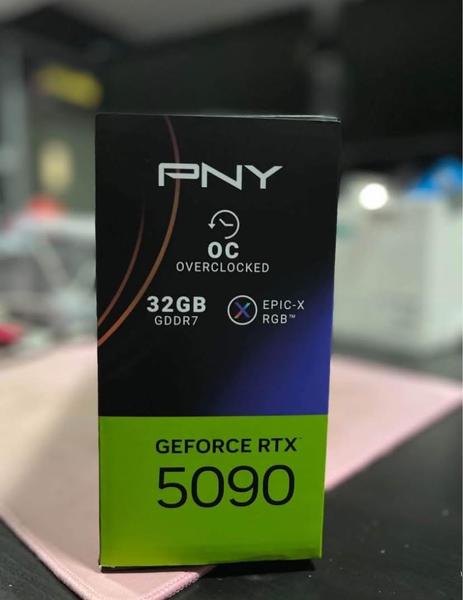 PNY
OC
OVERCLOCKED
32GB
GDDR7
EPIC-X
RGB™
GEFORCE RTX™
5090